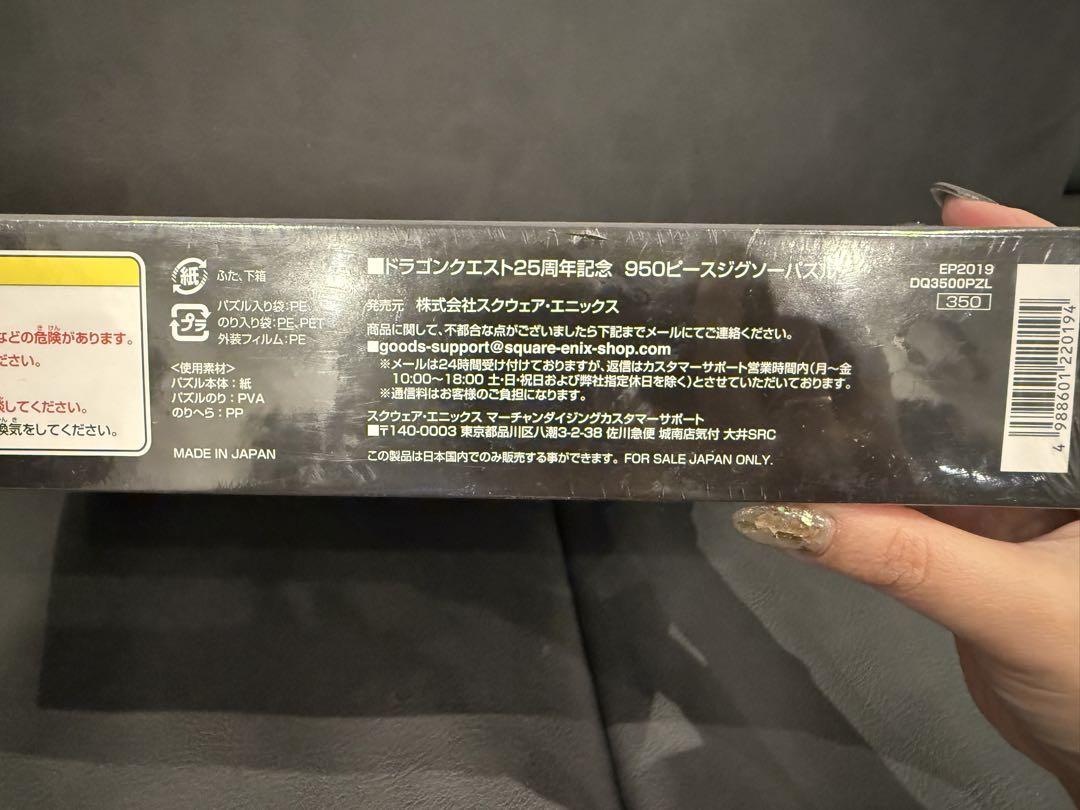 などの危険があります。
ださい。
談してください。
換気をしてください。
紙
ふた、下箱
プラ
パズル入り袋:PE
のり入り袋:PE、PET
外装フィルム:PE
<使用素材>
パズル本体:紙
パズルのり:PVA
のりへら:PP
MADE IN JAPAN
■ドラゴンクエスト25周年記念 950ピースジグソーパズル
発売元 株式会社スクウェア・エニックス
商品に関して、不都合な点がございましたら下記までメールにてご連絡ください。
■goods-support@square-enix-shop.com
※メールは24時間受け付けておりますが、返信はカスタマーサポート営業時間内(月〜金
10:00〜18:00 土・日・祝日および弊社指定休日を除く)とさせていただいております。
※通信料はお客様のご負担になります。
スクウェア・エニックス マーチャンダイジングカスタマーサポート
■〒140-0003 東京都品川区八潮3-2-38 佐川急便 城南店気付 大井SRC
この製品は日本国内でのみ販売する事ができます。FOR SALE JAPAN ONLY.
EP2019
DQ3500PZL
350
4 988601 220194